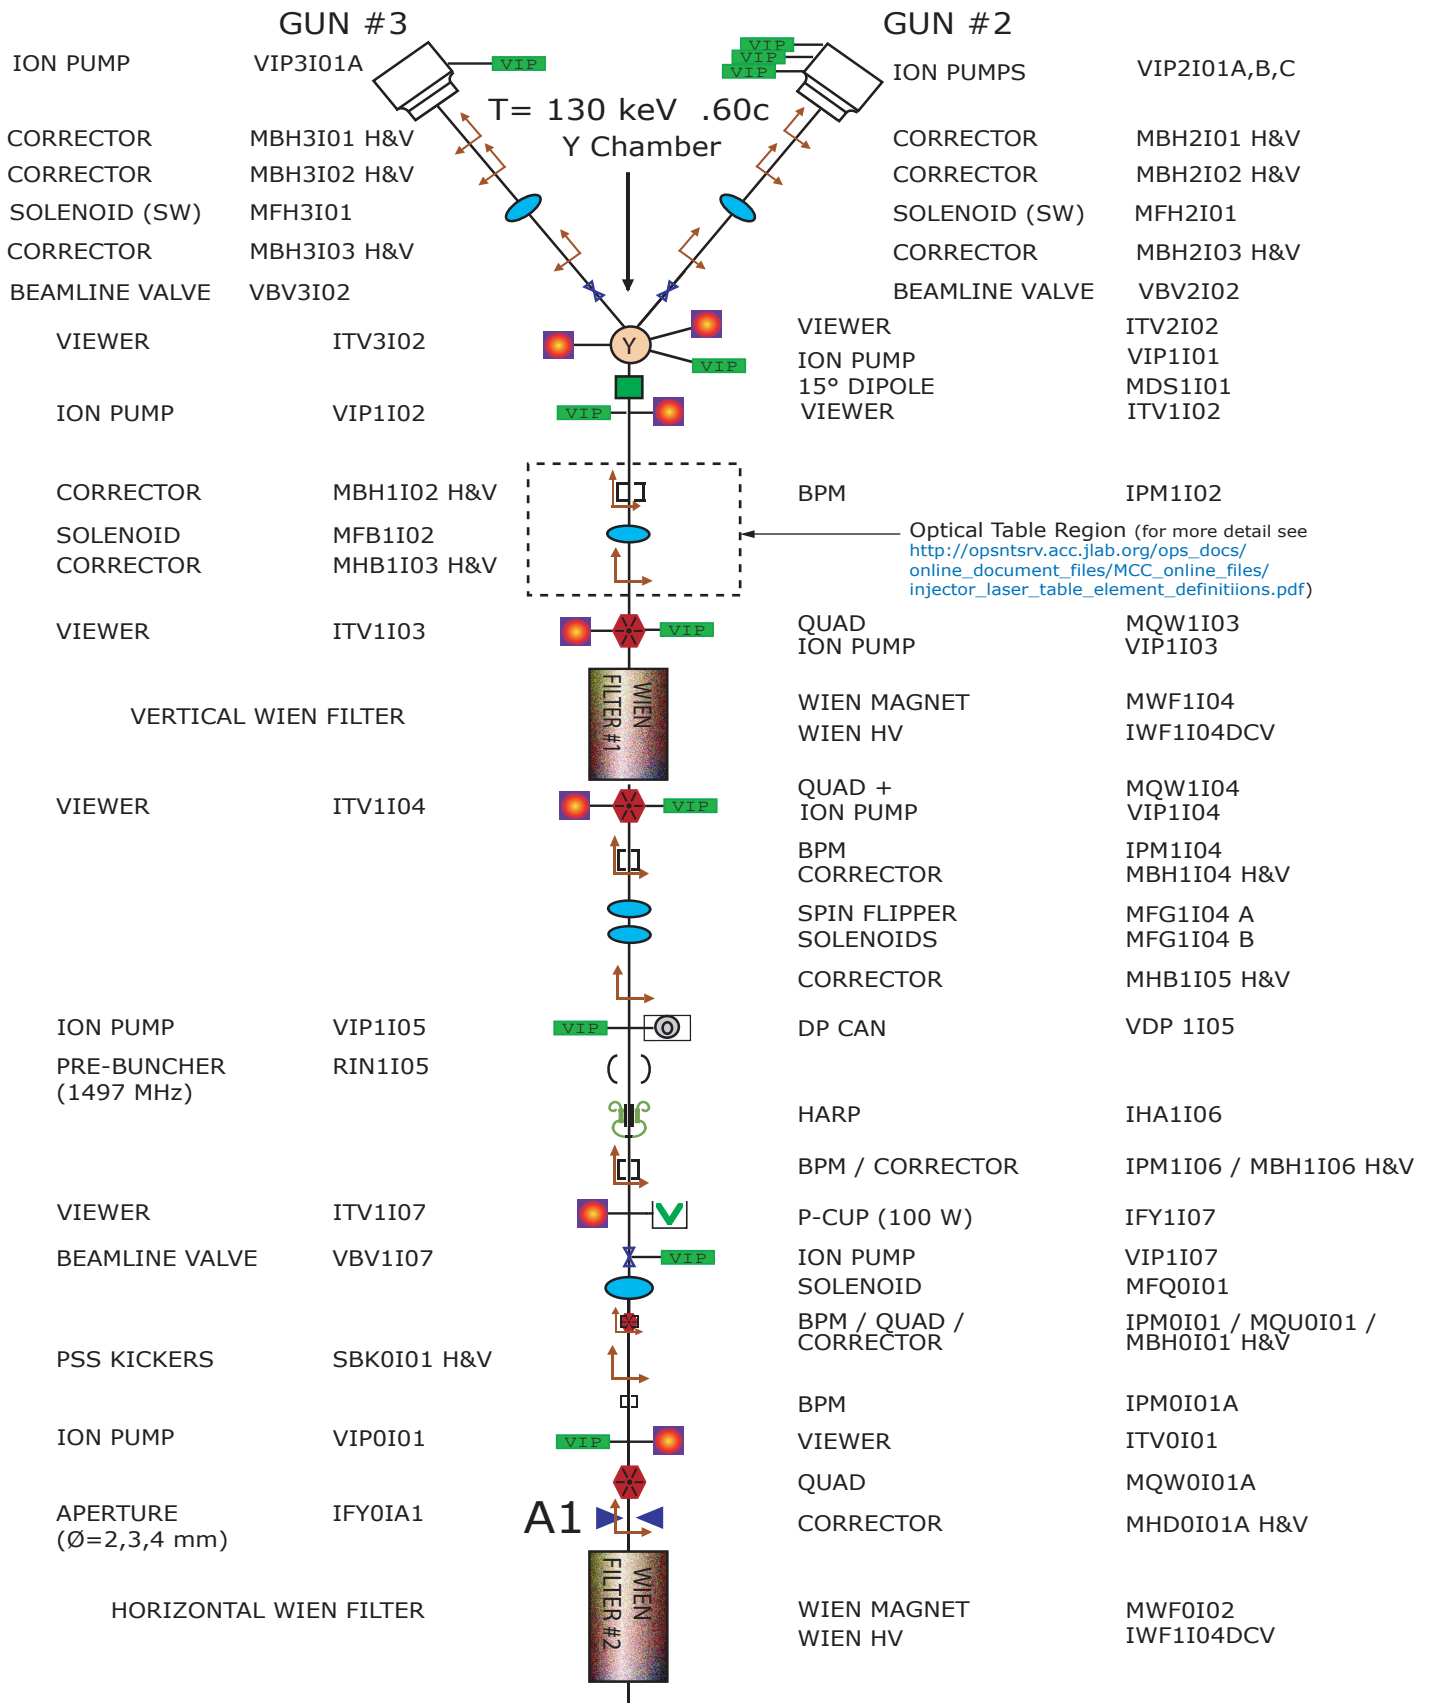 GUN #3 GUN #2
ION PUMP VIP3I01A VIP VIP
VIP
VIP
ION PUMPS VIP2I01A,B,C
T= 130 keV .60c
Y Chamber
CORRECTOR MBH3I01 H&V CORRECTOR MBH2I01 H&V
CORRECTOR MBH3I02 H&V CORRECTOR MBH2I02 H&V
SOLENOID (SW) MFH3I01 SOLENOID (SW) MFH2I01
CORRECTOR MBH3I03 H&V CORRECTOR MBH2I03 H&V
BEAMLINE VALVE VBV3I02 BEAMLINE VALVE VBV2I02
VIEWER ITV3I02 Y VIEWER ITV2I02
VIP ION PUMP VIP1I01
15° DIPOLE MDS1I01
ION PUMP VIP1I02 VIP VIEWER ITV1I02
CORRECTOR MBH1I02 H&V BPM IPM1I02
SOLENOID MFB1I02 Optical Table Region (for more detail see
http://opsntsrv.acc.jlab.org/ops_docs/
CORRECTOR MHB1I03 H&V online_document_files/MCC_online_files/
injector_laser_table_element_definitiions.pdf)
VIEWER ITV1I03 VIP QUAD MQW1I03
ION PUMP VIP1I03
VERTICAL WIEN FILTER WIEN
FILTER #1
WIEN MAGNET MWF1I04
WIEN HV IWF1I04DCV
VIEWER ITV1I04 VIP QUAD + MQW1I04
ION PUMP VIP1I04
BPM IPM1I04
CORRECTOR MBH1I04 H&V
SPIN FLIPPER MFG1I04 A
SOLENOIDS MFG1I04 B
CORRECTOR MHB1I05 H&V
ION PUMP VIP1I05 VIP DP CAN VDP 1I05
PRE-BUNCHER RIN1I05
(1497 MHz)
HARP IHA1I06
BPM / CORRECTOR IPM1I06 / MBH1I06 H&V
VIEWER ITV1I07 P-CUP (100 W) IFY1I07
BEAMLINE VALVE VBV1I07 VIP ION PUMP VIP1I07
SOLENOID MFQ0I01
BPM / QUAD / IPM0I01 / MQU0I01 /
CORRECTOR MBH0I01 H&V
PSS KICKERS SBK0I01 H&V
BPM IPM0I01A
ION PUMP VIP0I01 VIP VIEWER ITV0I01
QUAD MQW0I01A
APERTURE IFY0IA1 A1 CORRECTOR MHD0I01A H&V
(Ø=2,3,4 mm)
HORIZONTAL WIEN FILTER WIEN
FILTER #2
WIEN MAGNET MWF0I02
WIEN HV IWF1I04DCV